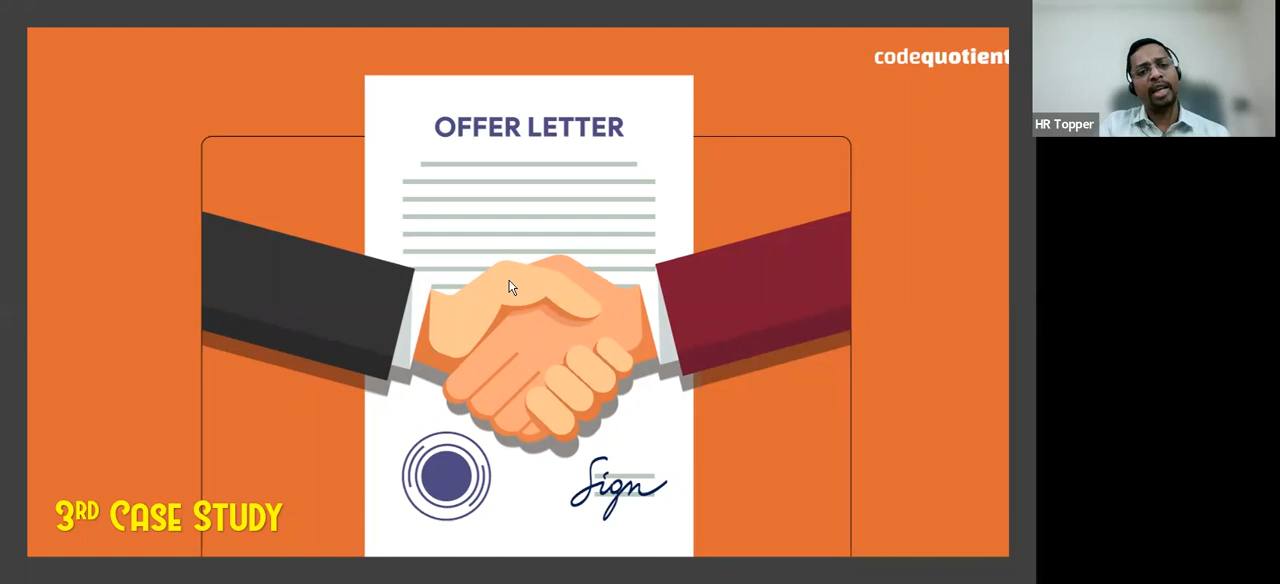 codequotient
HR Topper
OFFER LETTER
Sign
3RD CASE STUDY